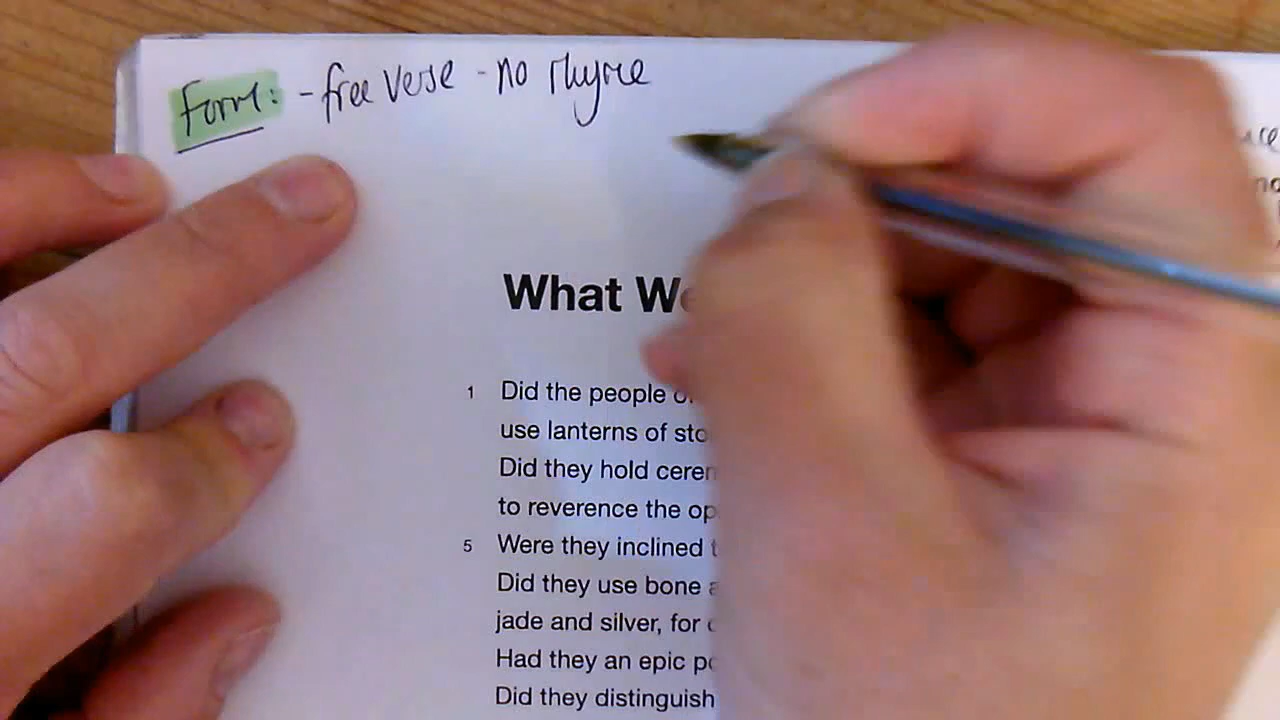 Form: - free verse - no rhyme
What We
1 Did the people
use lanterns of sto
Did they hold cerem
to reverence the op
5 Were they inclined t
Did they use bone a
jade and silver, for
Had they an epic po
Did they distinguish